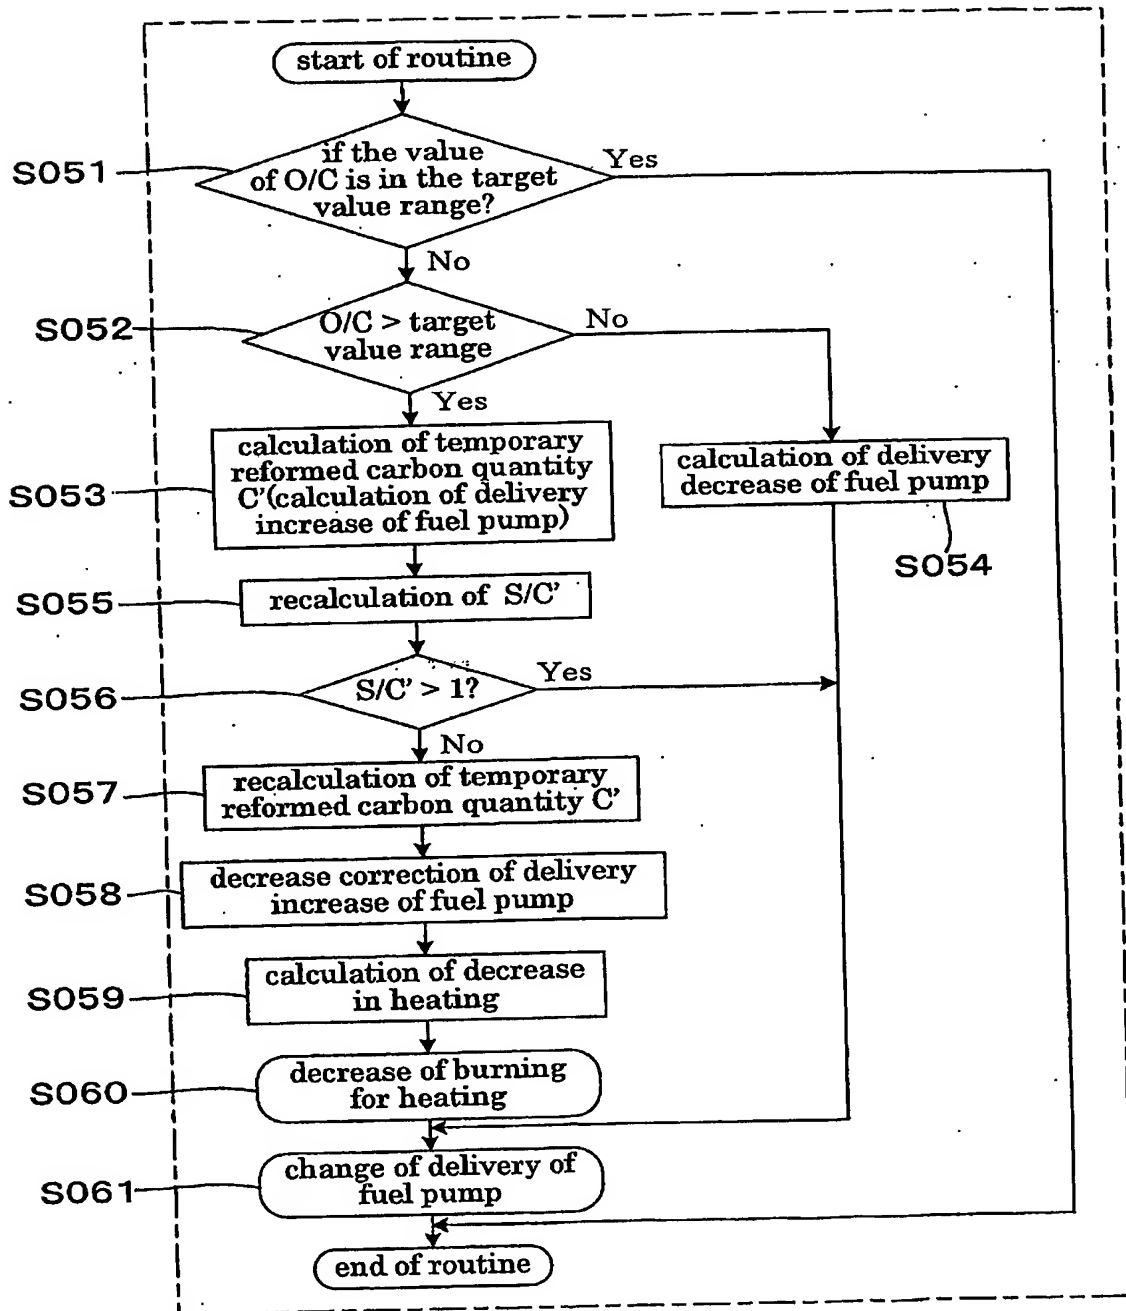 start of routine
S051
if the value
of O/C is in the target
value range?
Yes
No
S052
O/C > target
value range
No
Yes
S053
calculation of temporary
reformed carbon quantity
C'(calculation of delivery
increase of fuel pump)
calculation of delivery
decrease of fuel pump
S054
S055
recalculation of S/C'
S056
S/C' > 1?
Yes
No
S057
recalculation of temporary
reformed carbon quantity C'
S058
decrease correction of delivery
increase of fuel pump
S059
calculation of decrease
in heating
S060
decrease of burning
for heating
S061
change of delivery of
fuel pump
end of routine